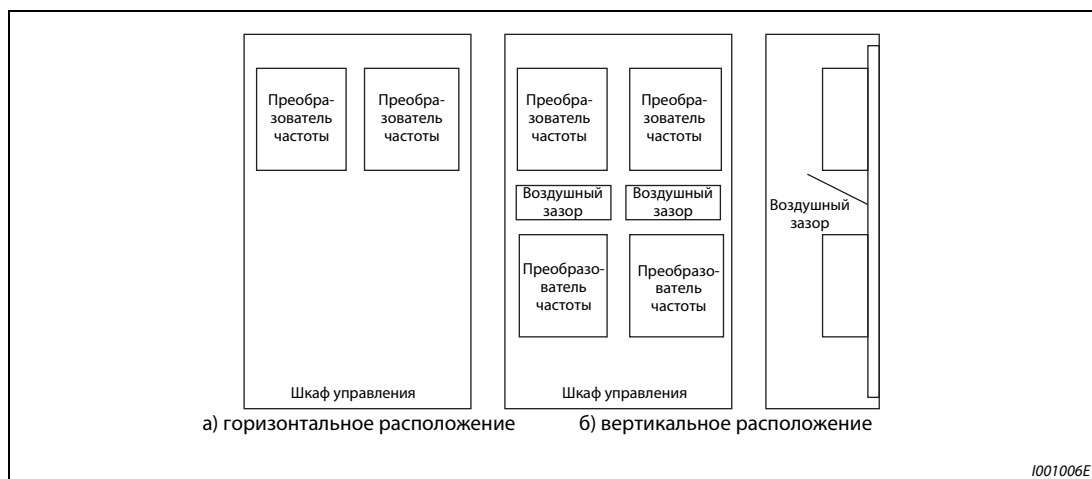 Преобра-
зователь
частоты
Преобра-
зователь
частоты
Шкаф управления
а) горизонтальное расположение
Преобра-
зователь
частоты
Преобра-
зователь
частоты
Воздушный
зазор
Воздушный
зазор
Преобразо-
ватель
частоты
Преобразо-
ватель
частоты
Шкаф управления
Воздушный
зазор
б) вертикальное расположение
I001006E